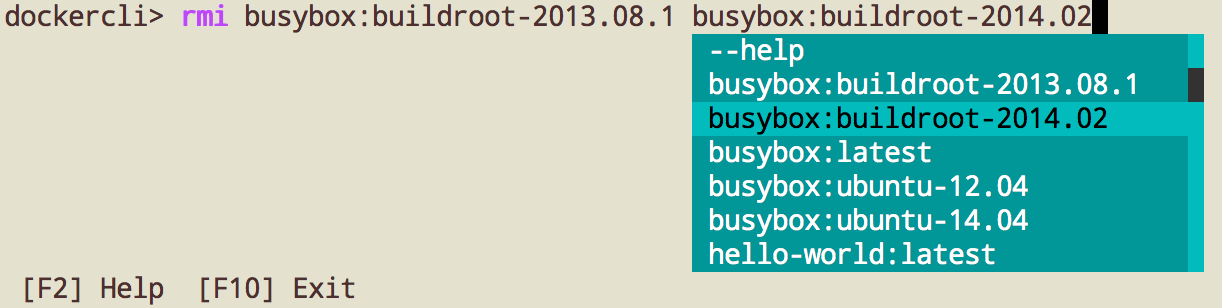 dockercli> rmi busybox:buildroot-2013.08.1 busybox:buildroot-2014.02
--help
busybox:buildroot-2013.08.1
busybox:buildroot-2014.02
busybox:latest
busybox:ubuntu-12.04
busybox:ubuntu-14.04
hello-world:latest
[F2] Help [F10] Exit